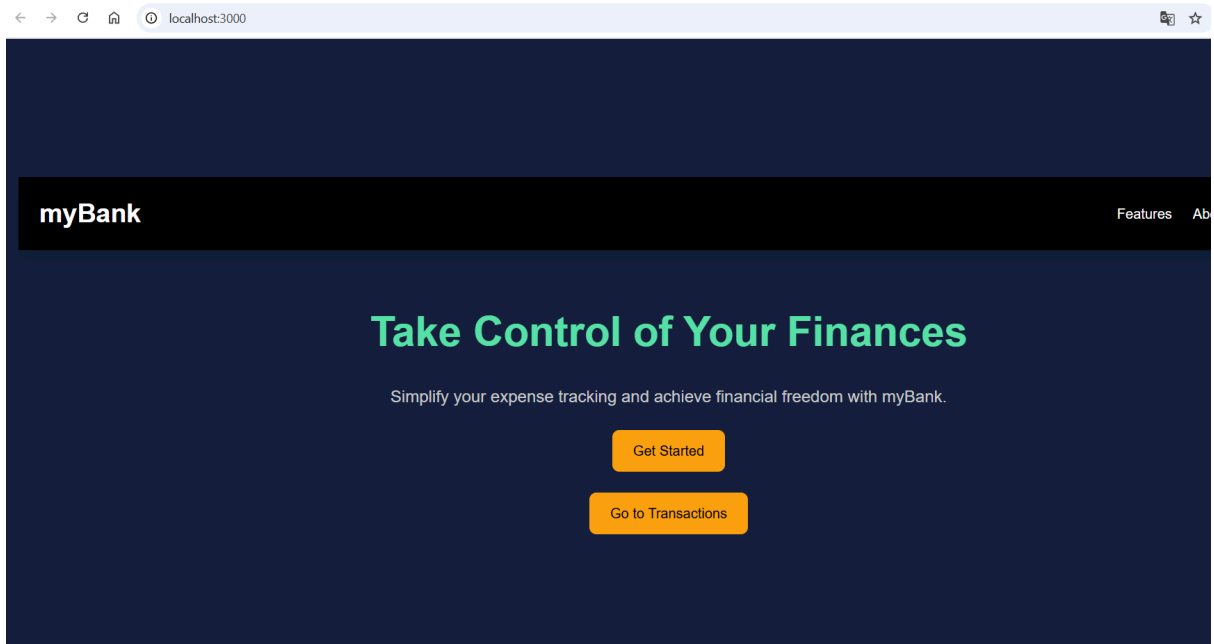 localhost:3000
myBank
Features Abo
Take Control of Your Finances
Simplify your expense tracking and achieve financial freedom with myBank.
Get Started
Go to Transactions